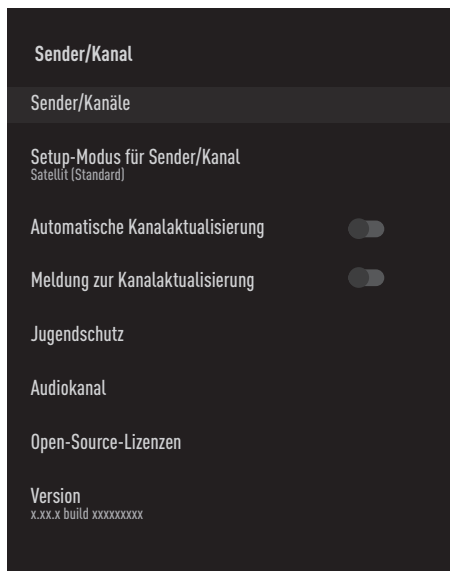 Sender/Kanal
Sender/Kanäle
Setup-Modus für Sender/Kanal
Satellit (Standard)
Automatische Kanalaktualisierung
Meldung zur Kanalaktualisierung
Jugendschutz
Audiokanal
Open-Source-Lizenzen
Version
x.xx.x build xxxxxxxxx